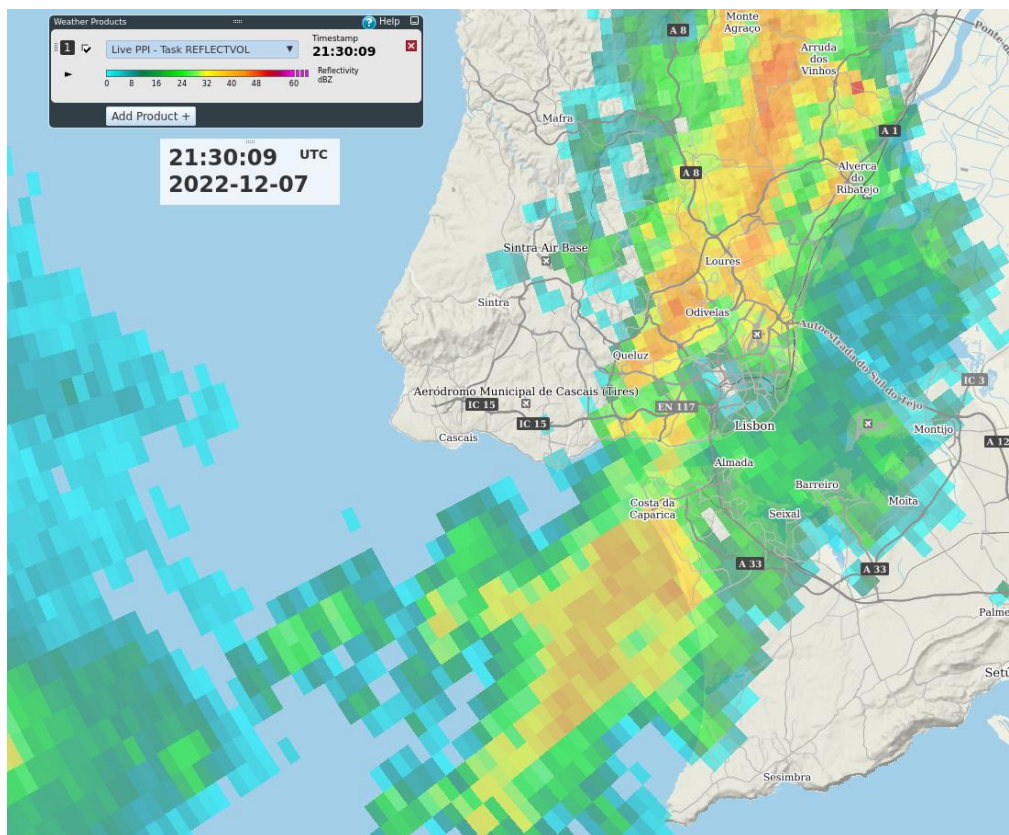 Weather Products
Help
1
Live PPI - Task REFLECTVOL
Timestamp
21:30:09
0 8 16 24 32 40 48 60
Reflectivity
dBZ
Add Product +
21:30:09 UTC
2022-12-07
Monte
Agraço
A 8
Arruda
dos
Vinhos
Mafra
A 1
A 8
Alverca
do
Ribatejo
Sintra Air Base
Loures
Sintra
Odivelas
Autoestrada do Sul do Tejo
Queluz
IC 3
Aeródromo Municipal de Cascais (Tires)
IC 15
EN 117
IC 15
Lisbon
Montijo
Cascais
A 12
Almada
Barreiro
Moita
Costa da
Caparica
Seixal
A 33
A 33
Palme
Setú
Sesimbra